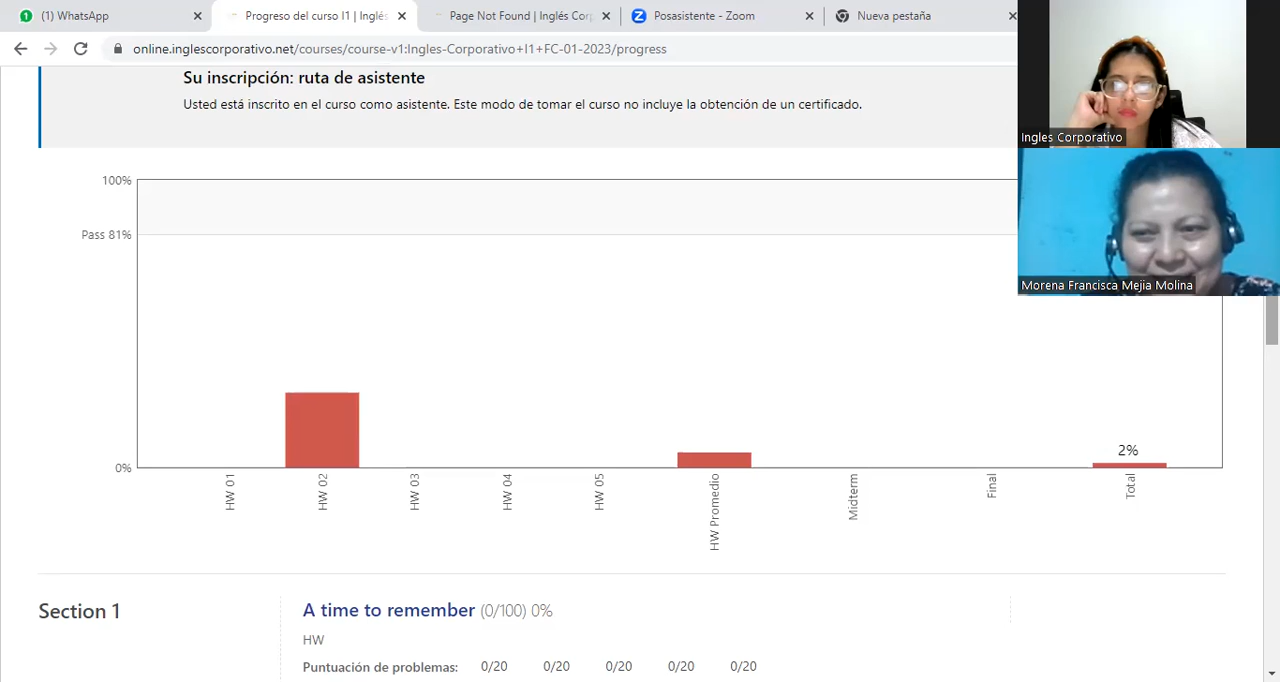 (1) WhatsApp
Progreso del curso I1 | Inglés
Page Not Found | Inglés Corp
Posasistente - Zoom
Nueva pestaña
online.inglescorporativo.net/courses/course-v1:Ingles-Corporativo+I1+FC-01-2023/progress
Su inscripción: ruta de asistente
Usted está inscrito en el curso como asistente. Este modo de tomar el curso no incluye la obtención de un certificado.
Ingles Corporativo
Morena Francisca Mejia Molina
100%
Pass 81%
0%
2%
HW 01
HW 02
HW 03
HW 04
HW 05
HW Promedio
Midterm
Final
Total
Section 1
A time to remember (0/100) 0%
HW
Puntuación de problemas: 0/20 0/20 0/20 0/20 0/20